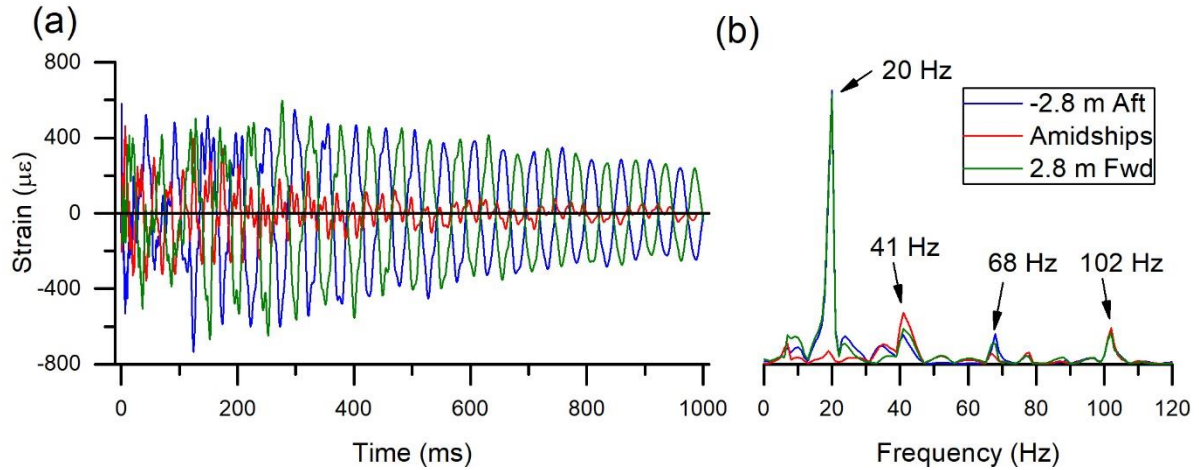 (a)
800
400
0
-400
-800
Strain (με)
0
200
400
600
800
1000
Time (ms)
(b)
20 Hz
-2.8 m Aft
Amidships
2.8 m Fwd
41 Hz
68 Hz
102 Hz
0
20
40
60
80
100
120
Frequency (Hz)